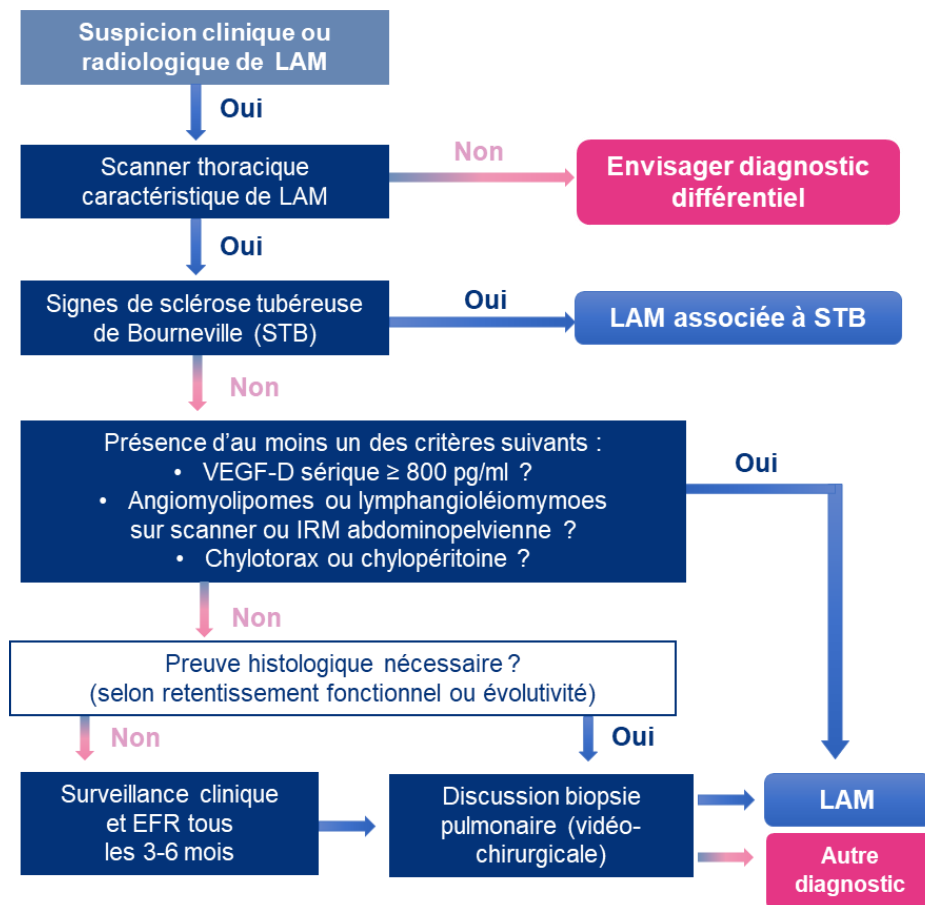 Suspicion clinique ou
radiologique de LAM
Oui
Scanner thoracique
caractéristique de LAM
Non
Envisager diagnostic
différentiel
Oui
Signes de sclérose tubéreuse
de Bourneville (STB)
Oui
LAM associée à STB
Non
Présence d’au moins un des critères suivants :
• VEGF-D sérique ≥ 800 pg/ml ?
• Angiomyolipomes ou lymphangioléiomymoes
sur scanner ou IRM abdominopelvienne ?
• Chylotorax ou chylopéritoine ?
Oui
Non
Preuve histologique nécessaire ?
(selon retentissement fonctionnel ou évolutivité)
Non
Oui
Surveillance clinique
et EFR tous
les 3-6 mois
Discussion biopsie
pulmonaire (vidéo-
chirurgicale)
LAM
Autre
diagnostic